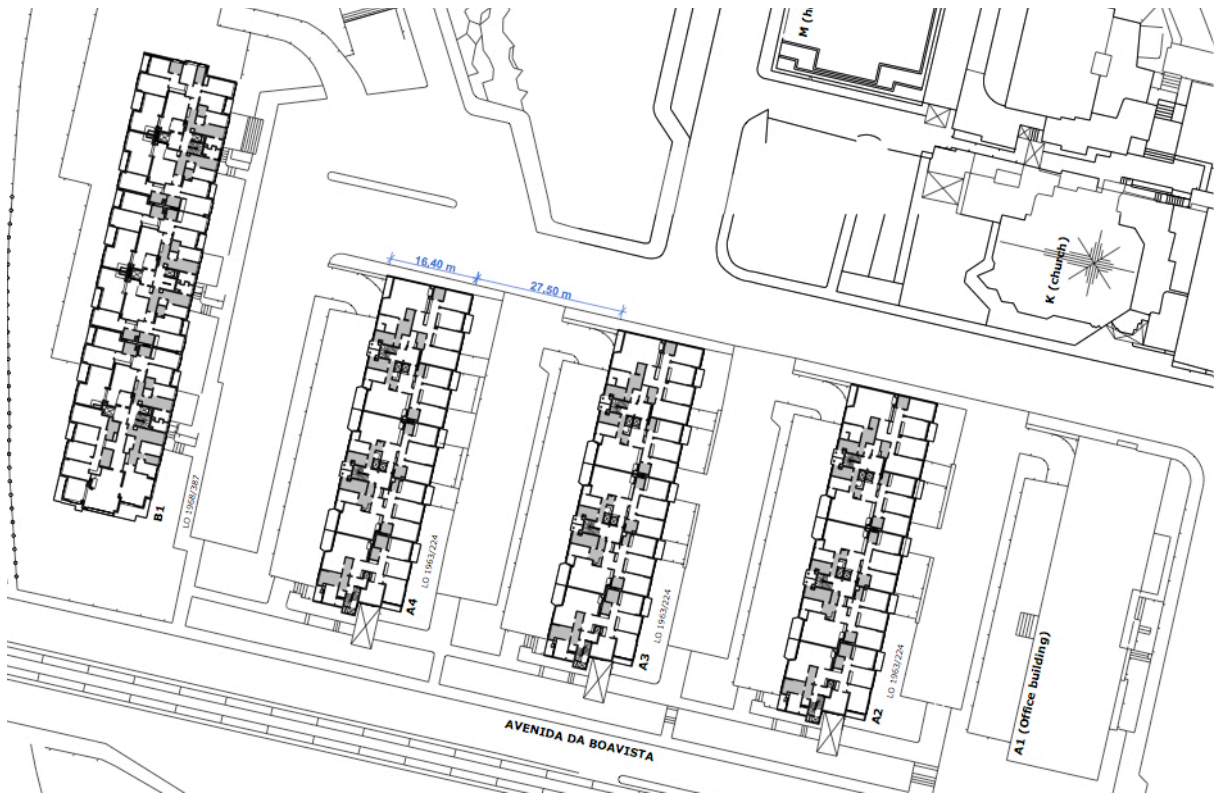 M (h
K (church)
16,40 m
27,50 m
B1
LO 1968/387
A4
LO 1963/224
A3
LO 1963/224
A2
LO 1963/224
A1 (Office building)
AVENIDA DA BOAVISTA